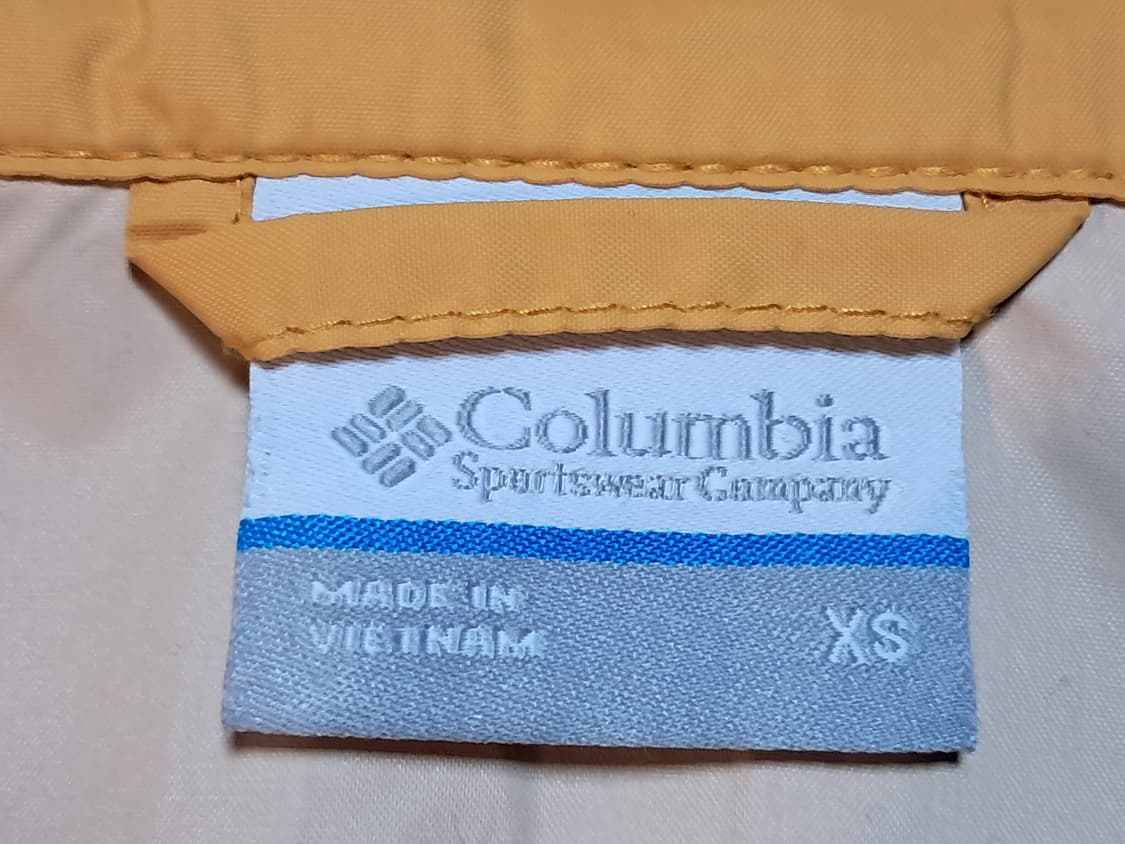 Columbia
Sportswear Company
MADE IN
VIETNAM
XS